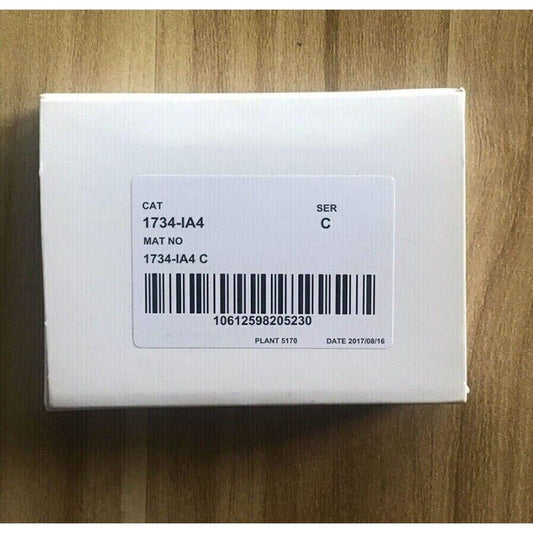 CAT
SER
1734-IA4
C
MAT NO
1734-IA4 C
10612598205230
PLANT 5170
DATE 2017/08/16